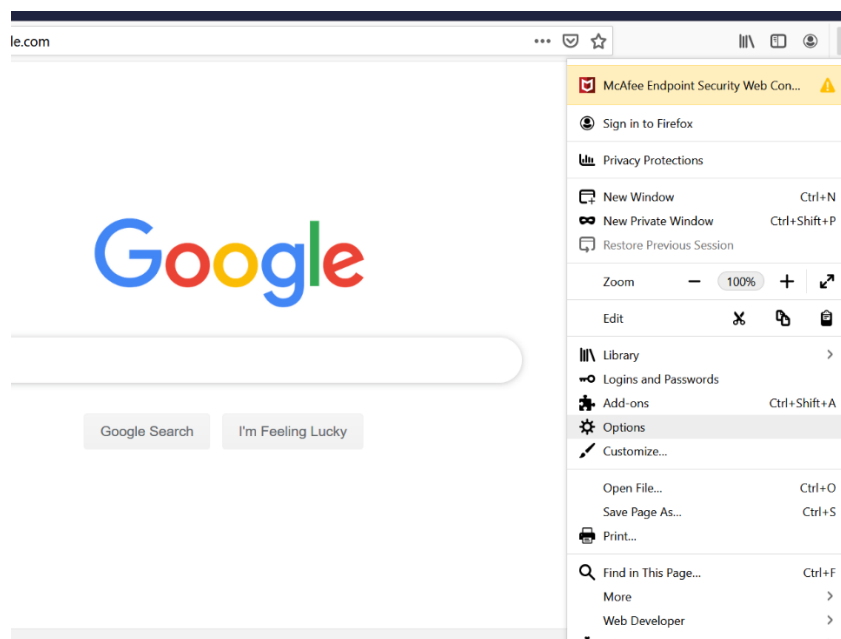 le.com
McAfee Endpoint Security Web Con...
Sign in to Firefox
Privacy Protections
New Window Ctrl+N
New Private Window Ctrl+Shift+P
Restore Previous Session
Zoom 100%
Edit
Library
Logins and Passwords
Add-ons Ctrl+Shift+A
Options
Customize...
Open File... Ctrl+O
Save Page As... Ctrl+S
Print...
Find in This Page... Ctrl+F
More
Web Developer
Google
Google Search I'm Feeling Lucky